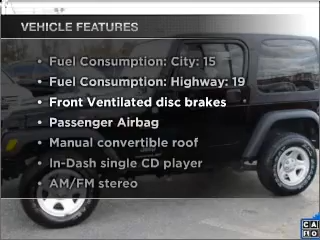 VEHICLE FEATURES
• Fuel Consumption: City: 15
• Fuel Consumption: Highway: 19
• Front Ventilated disc brakes
• Passenger Airbag
• Manual convertible roof
• In-Dash single CD player
• AM/FM stereo